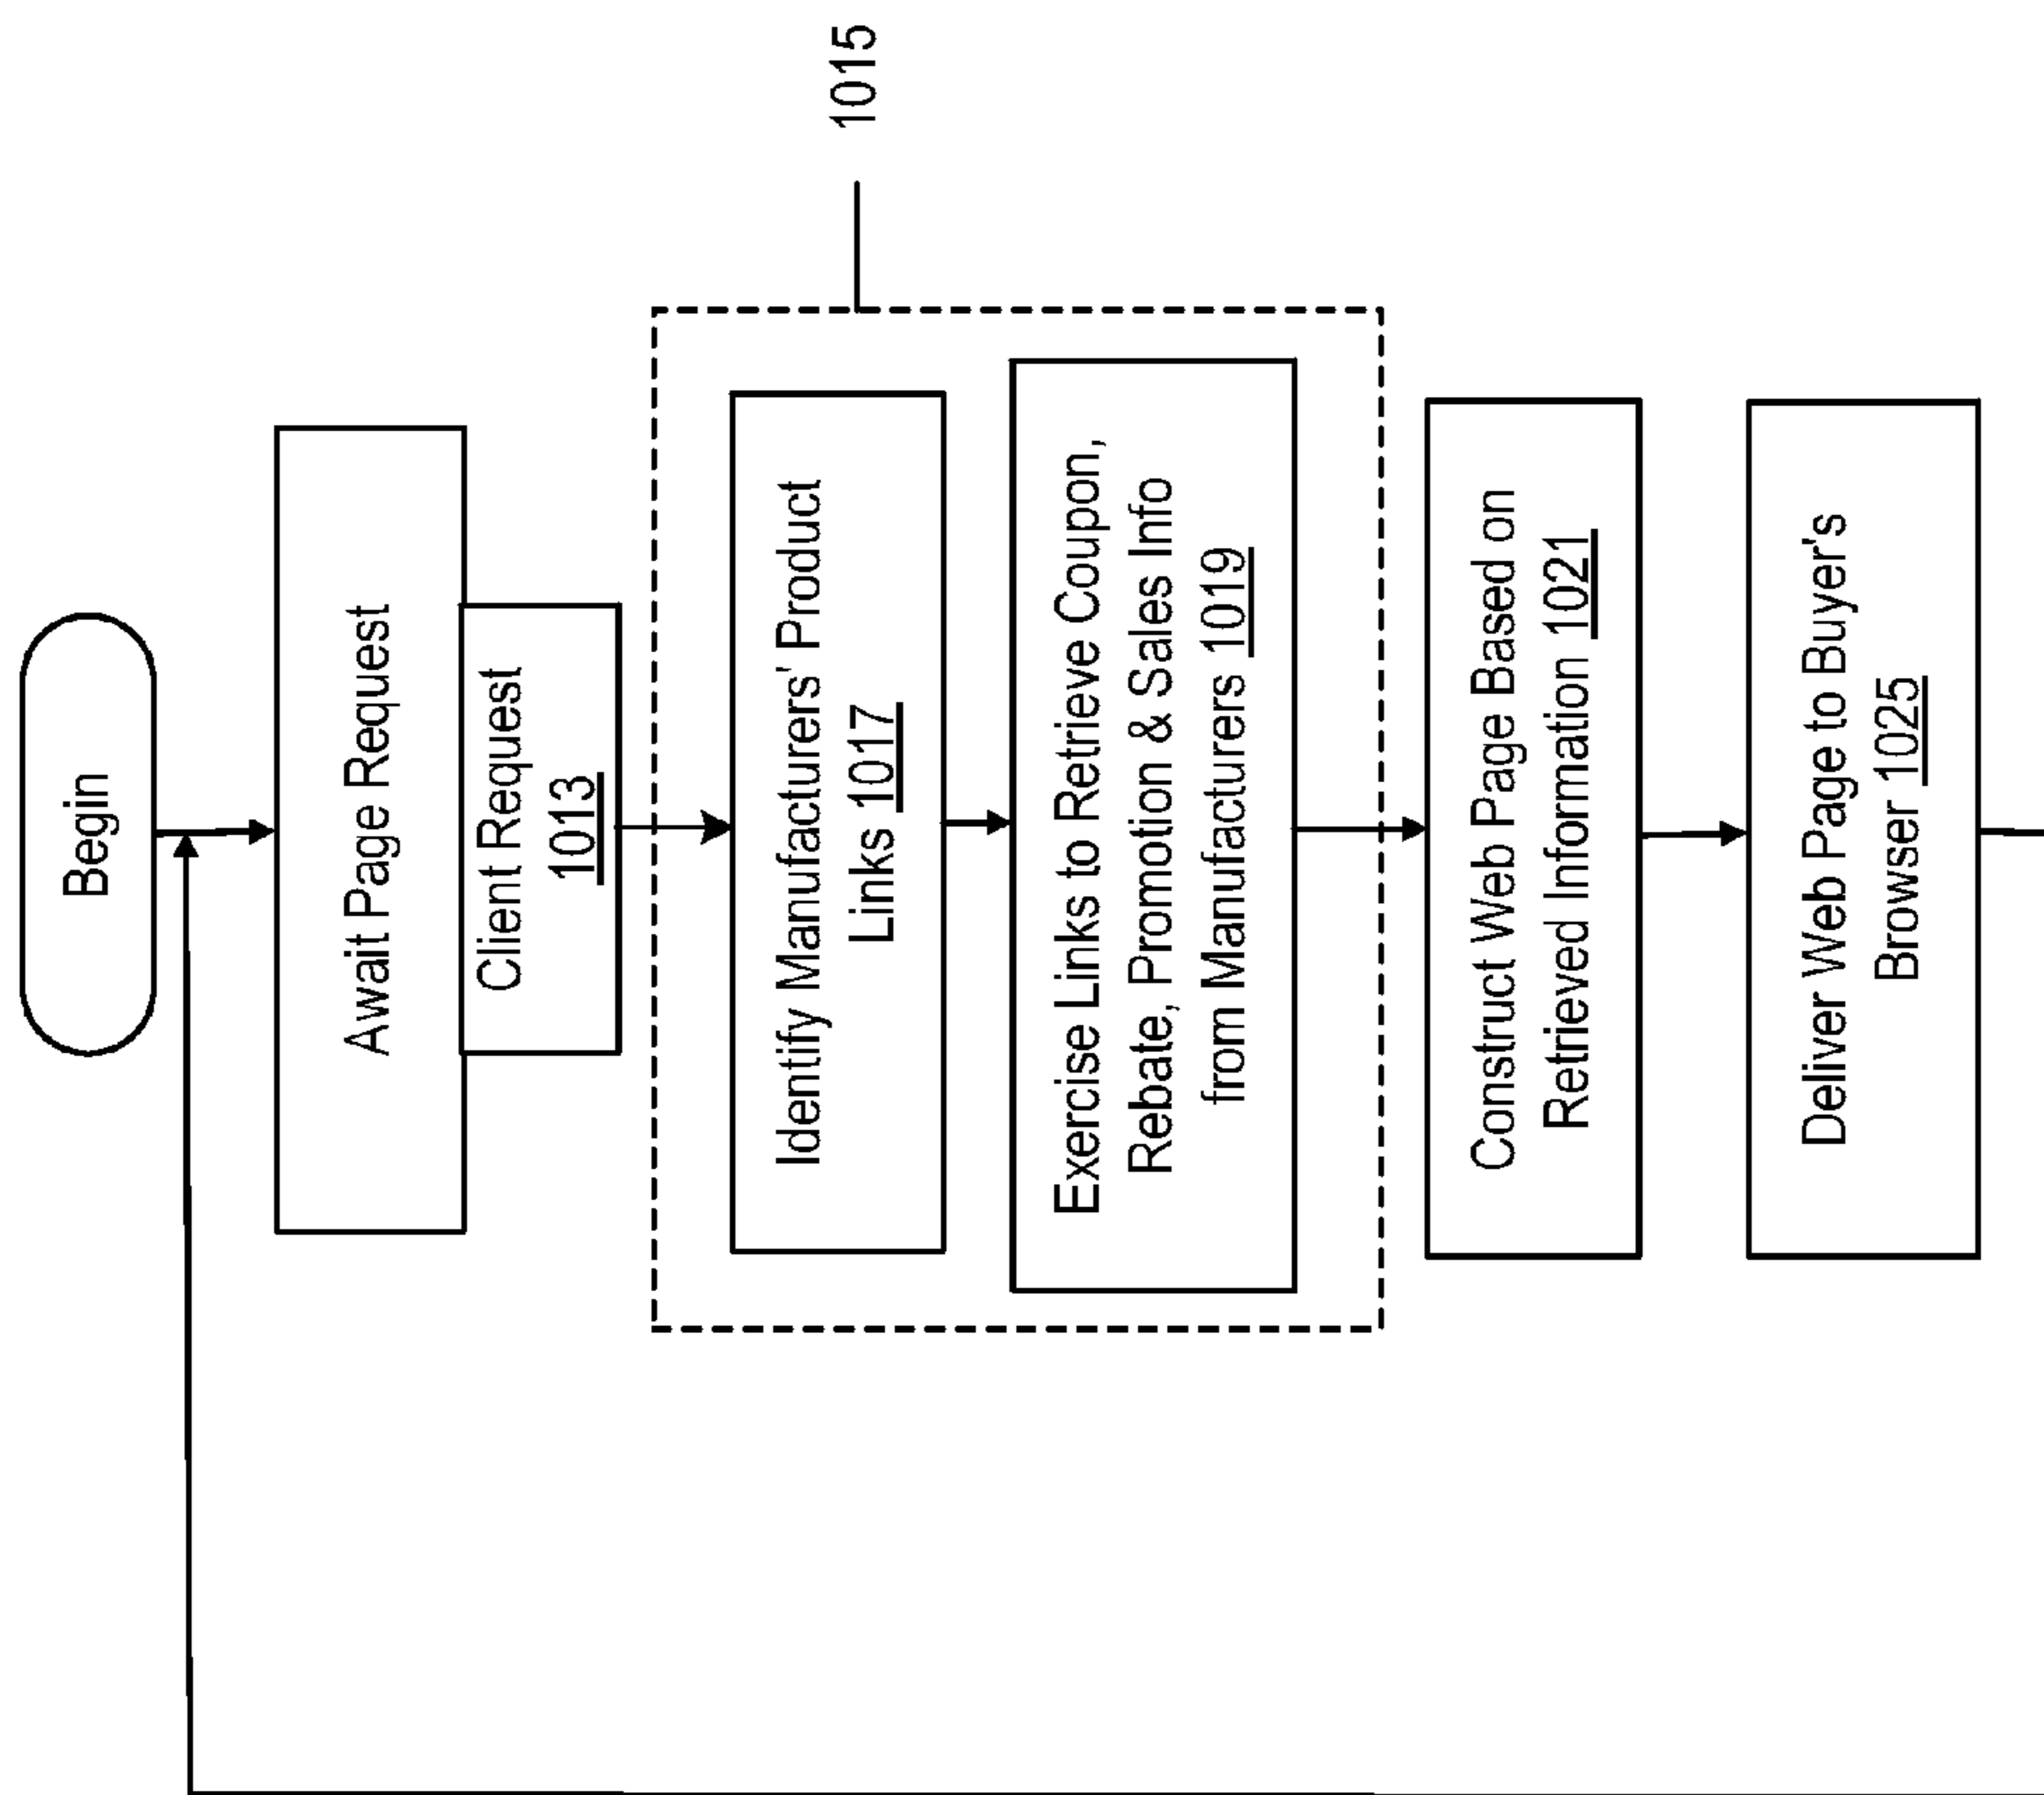 Begin
Await Page Request
Client Request
1013
1015
Identify Manufacturers' Product
Links 1017
Exercise Links to Retrieve Coupon,
Rebate, Promotion & Sales Info
from Manufacturers 1019
Construct Web Page Based on
Retrieved Information 1021
Deliver Web Page to Buyer's
Browser 1025